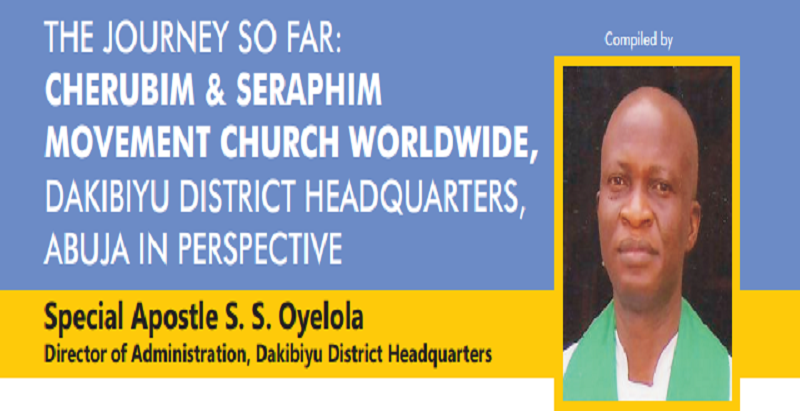 THE JOURNEY SO FAR:
Compiled by
CHERUBIM & SERAPHIM
MOVEMENT CHURCH WORLDWIDE,
DAKIBIYU DISTRICT HEADQUARTERS,
ABUJA IN PERSPECTIVE
Special Apostle S. S. Oyelola
Director of Administration, Dakibiyu District Headquarters